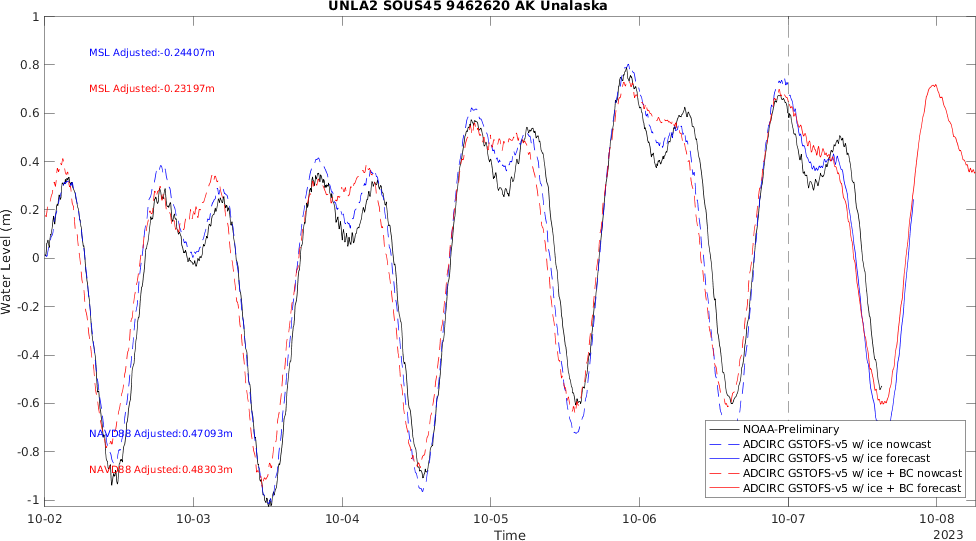 UNLA2 SOUS45 9462620 AK Unalaska
1
0.8
0.6
0.4
0.2
0
-0.2
-0.4
-0.6
-0.8
-1
Water Level (m)
MSL Adjusted:-0.24407m
MSL Adjusted:-0.23197m
NAVD88 Adjusted:0.47093m
NAVD88 Adjusted:0.48303m
NOAA-Preliminary
ADCIRC GSTOFS-v5 w/ ice nowcast
ADCIRC GSTOFS-v5 w/ ice forecast
ADCIRC GSTOFS-v5 w/ ice + BC nowcast
ADCIRC GSTOFS-v5 w/ ice + BC forecast
10-02 10-03 10-04 10-05 10-06 10-07 10-08
Time
2023